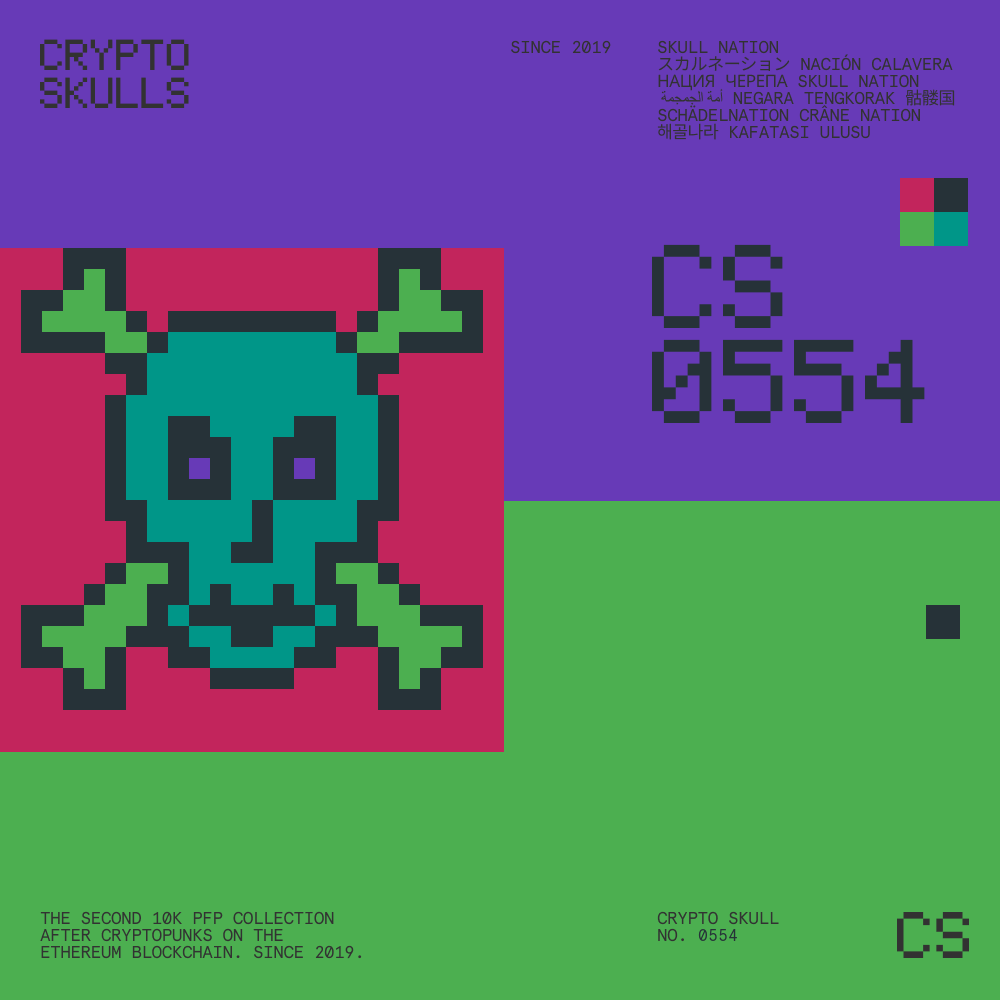 CRYPTO
SKULLS
SINCE 2019
SKULL NATION
スカルネーション NACIÓN CALAVERA
НАЦИЯ ЧЕРЕПА SKULL NATION
أمة الجمجمة NEGARA TENGKORAK 骷髅国
SCHÄDELNATION CRÂNE NATION
해골나라 KAFATASI ULUSU
CS
0554
THE SECOND 10K PFP COLLECTION
AFTER CRYPTOPUNKS ON THE
ETHEREUM BLOCKCHAIN. SINCE 2019.
CRYPTO SKULL
NO. 0554
CS